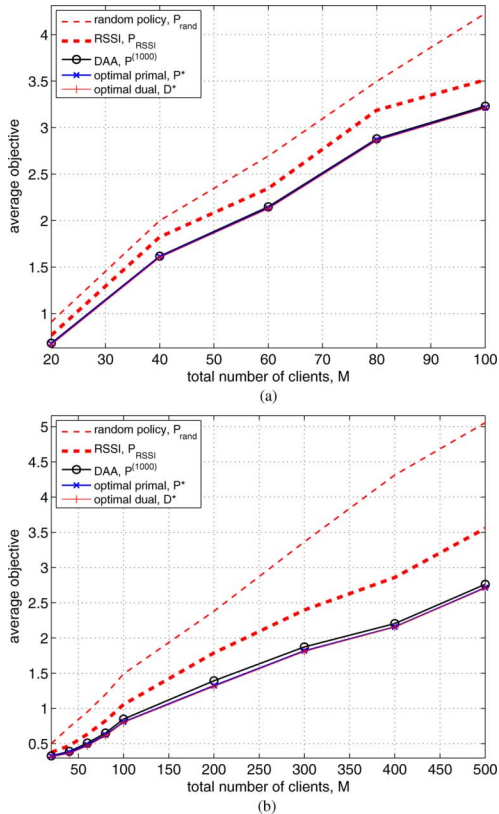 random policy, P_rand
RSSI, P_RSSI
DAA, P^(1000)
optimal primal, P*
optimal dual, D*
4
3.5
3
2.5
2
1.5
1
average objective
20 30 40 50 60 70 80 90 100
total number of clients, M
(a)
random policy, P_rand
RSSI, P_RSSI
DAA, P^(1000)
optimal primal, P*
optimal dual, D*
5
4.5
4
3.5
3
2.5
2
1.5
1
0.5
average objective
50 100 150 200 250 300 350 400 450 500
total number of clients, M
(b)